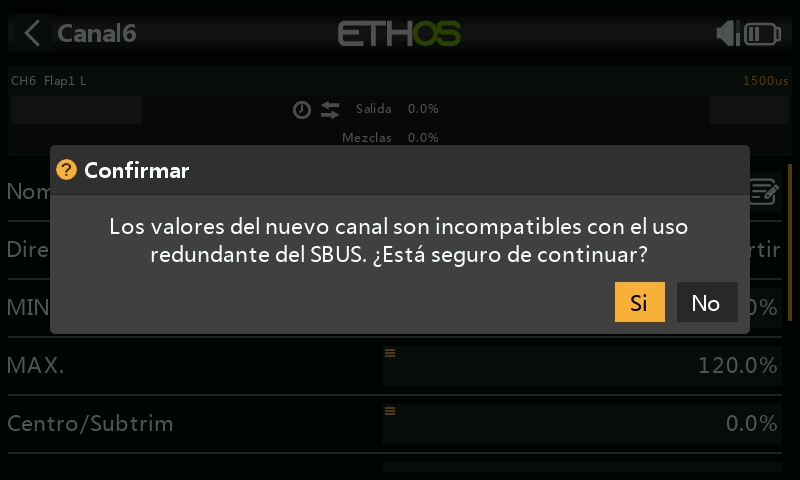 Canal6
ETHOS
CH6 Flap1 L
1500us
Salida 0.0%
Mezclas 0.0%
Confirmar
Los valores del nuevo canal son incompatibles con el uso
redundante del SBUS. ¿Está seguro de continuar?
Si No
MAX. 120.0%
Centro/Subtrim 0.0%